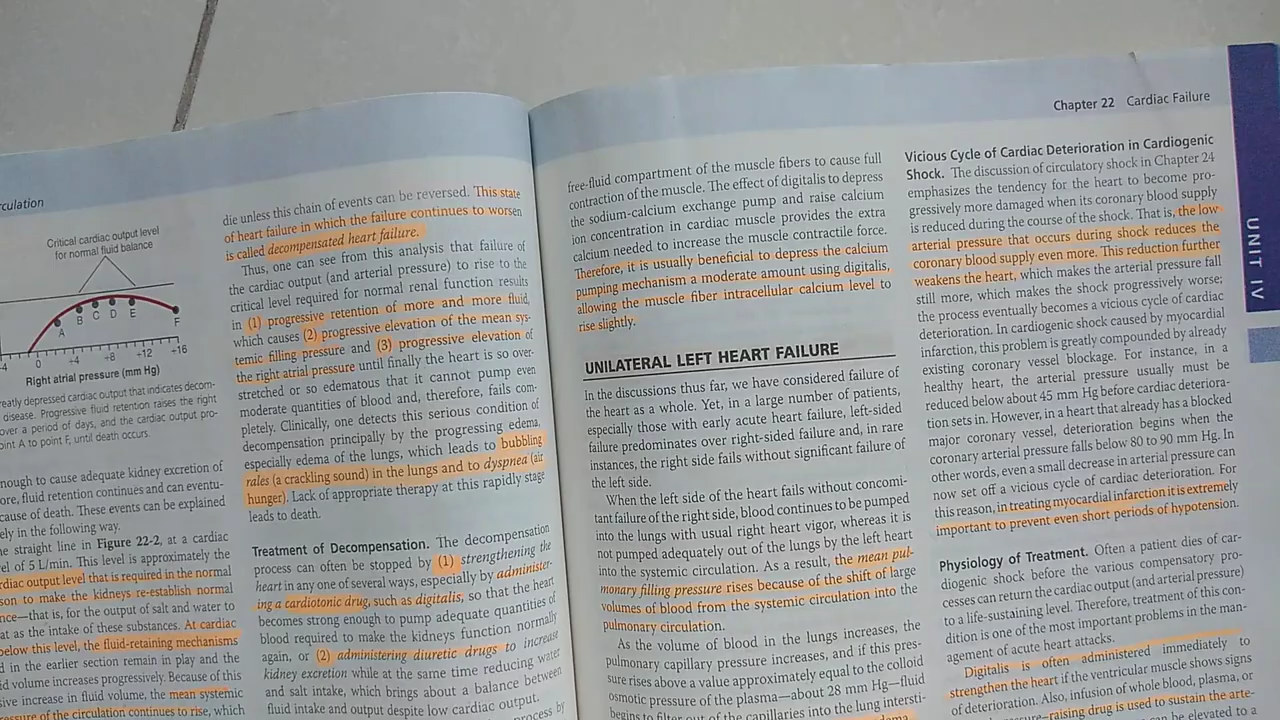 rculation
Critical cardiac output level
for normal fluid balance
A
B
C
D
E
F
0
+4
+8
+12
+16
Right atrial pressure (mm Hg)
reatly depressed cardiac output that indicates decom-
disease. Progressive fluid retention raises the right
over a period of days, and the cardiac output pro-
oint A to point F, until death occurs.
nough to cause adequate kidney excretion of
ore, fluid retention continues and can eventu-
cause of death. These events can be explained
ely in the following way.
e straight line in Figure 22-2, at a cardiac
el of 5 L/min. This level is approximately the
rdiac output level that is required in the normal
son to make the kidneys re-establish normal
nce—that is, for the output of salt and water to
at as the intake of these substances. At cardiac
below this level, the fluid-retaining mechanisms
d in the earlier section remain in play and the
id volume increases progressively. Because of this
sive increase in fluid volume, the mean systemic
essure of the circulation continues to rise, which
die unless this chain of events can be reversed. This state
of heart failure in which the failure continues to worsen
is called decompensated heart failure.
Thus, one can see from this analysis that failure of
the cardiac output (and arterial pressure) to rise to the
critical level required for normal renal function results
in (1) progressive retention of more and more fluid,
which causes (2) progressive elevation of the mean sys-
temic filling pressure and (3) progressive elevation of
the right atrial pressure until finally the heart is so over-
stretched or so edematous that it cannot pump even
moderate quantities of blood and, therefore, fails com-
pletely. Clinically, one detects this serious condition of
decompensation principally by the progressing edema,
especially edema of the lungs, which leads to bubbling
rales (a crackling sound) in the lungs and to dyspnea (air
hunger). Lack of appropriate therapy at this rapidly stage
leads to death.
Treatment of Decompensation. The decompensation
process can often be stopped by (1) strengthening the
heart in any one of several ways, especially by administer-
ing a cardiotonic drug, such as digitalis, so that the heart
becomes strong enough to pump adequate quantities of
blood required to make the kidneys function normally
again, or (2) administering diuretic drugs to increase
kidney excretion while at the same time reducing water
and salt intake, which brings about a balance between
fluid intake and output despite low cardiac output.
process by
Chapter 22 Cardiac Failure
free-fluid compartment of the muscle fibers to cause full
contraction of the muscle. The effect of digitalis to depress
the sodium-calcium exchange pump and raise calcium
ion concentration in cardiac muscle provides the extra
calcium needed to increase the muscle contractile force.
Therefore, it is usually beneficial to depress the calcium
pumping mechanism a moderate amount using digitalis,
allowing the muscle fiber intracellular calcium level to
rise slightly.
UNILATERAL LEFT HEART FAILURE
In the discussions thus far, we have considered failure of
the heart as a whole. Yet, in a large number of patients,
especially those with early acute heart failure, left-sided
failure predominates over right-sided failure and, in rare
instances, the right side fails without significant failure of
the left side.
When the left side of the heart fails without concomi-
tant failure of the right side, blood continues to be pumped
into the lungs with usual right heart vigor, whereas it is
not pumped adequately out of the lungs by the left heart
into the systemic circulation. As a result, the mean pul-
monary filling pressure rises because of the shift of large
volumes of blood from the systemic circulation into the
pulmonary circulation.
As the volume of blood in the lungs increases, the
pulmonary capillary pressure increases, and if this pres-
sure rises above a value approximately equal to the colloid
osmotic pressure of the plasma—about 28 mm Hg—fluid
begins to filter out of the capillaries into the lung intersti-
Vicious Cycle of Cardiac Deterioration in Cardiogenic
Shock. The discussion of circulatory shock in Chapter 24
emphasizes the tendency for the heart to become pro-
gressively more damaged when its coronary blood supply
is reduced during the course of the shock. That is, the low
arterial pressure that occurs during shock reduces the
coronary blood supply even more. This reduction further
weakens the heart, which makes the arterial pressure fall
still more, which makes the shock progressively worse;
the process eventually becomes a vicious cycle of cardiac
deterioration. In cardiogenic shock caused by myocardial
infarction, this problem is greatly compounded by already
existing coronary vessel blockage. For instance, in a
healthy heart, the arterial pressure usually must be
reduced below about 45 mm Hg before cardiac deteriora-
tion sets in. However, in a heart that already has a blocked
major coronary vessel, deterioration begins when the
coronary arterial pressure falls below 80 to 90 mm Hg. In
other words, even a small decrease in arterial pressure can
now set off a vicious cycle of cardiac deterioration. For
this reason, in treating myocardial infarction it is extremely
important to prevent even short periods of hypotension.
Physiology of Treatment. Often a patient dies of car-
diogenic shock before the various compensatory pro-
cesses can return the cardiac output (and arterial pressure)
to a life-sustaining level. Therefore, treatment of this con-
dition is one of the most important problems in the man-
agement of acute heart attacks.
Digitalis is often administered immediately to
strengthen the heart if the ventricular muscle shows signs
of deterioration. Also, infusion of whole blood, plasma, or
pressure–raising drug is used to sustain the arte-
can be elevated to a
UNIT IV